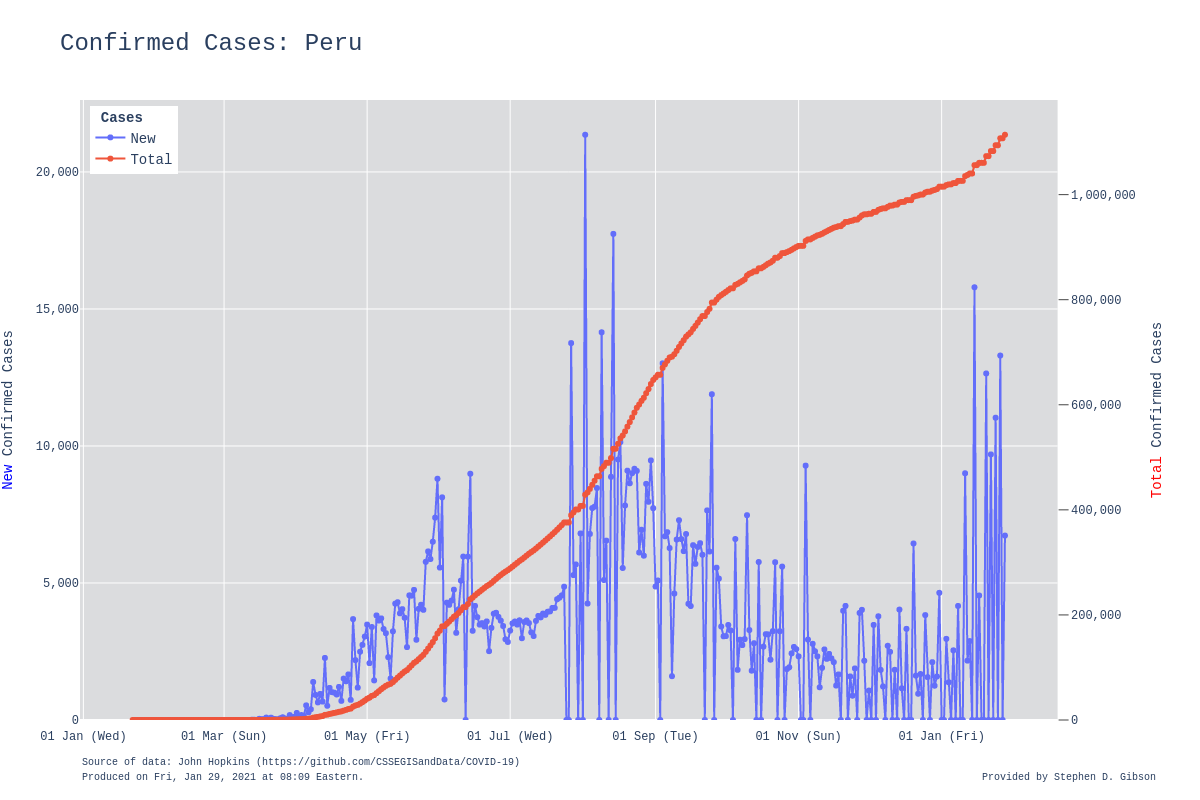 Confirmed Cases: Peru
Cases
New
Total
20,000
15,000
10,000
5,000
0
New Confirmed Cases
1,000,000
800,000
600,000
400,000
200,000
0
Total Confirmed Cases
01 Jan (Wed) 01 Mar (Sun) 01 May (Fri) 01 Jul (Wed) 01 Sep (Tue) 01 Nov (Sun) 01 Jan (Fri)
Source of data: John Hopkins (https://github.com/CSSEGISandData/COVID-19)
Produced on Fri, Jan 29, 2021 at 08:09 Eastern.
Provided by Stephen D. Gibson